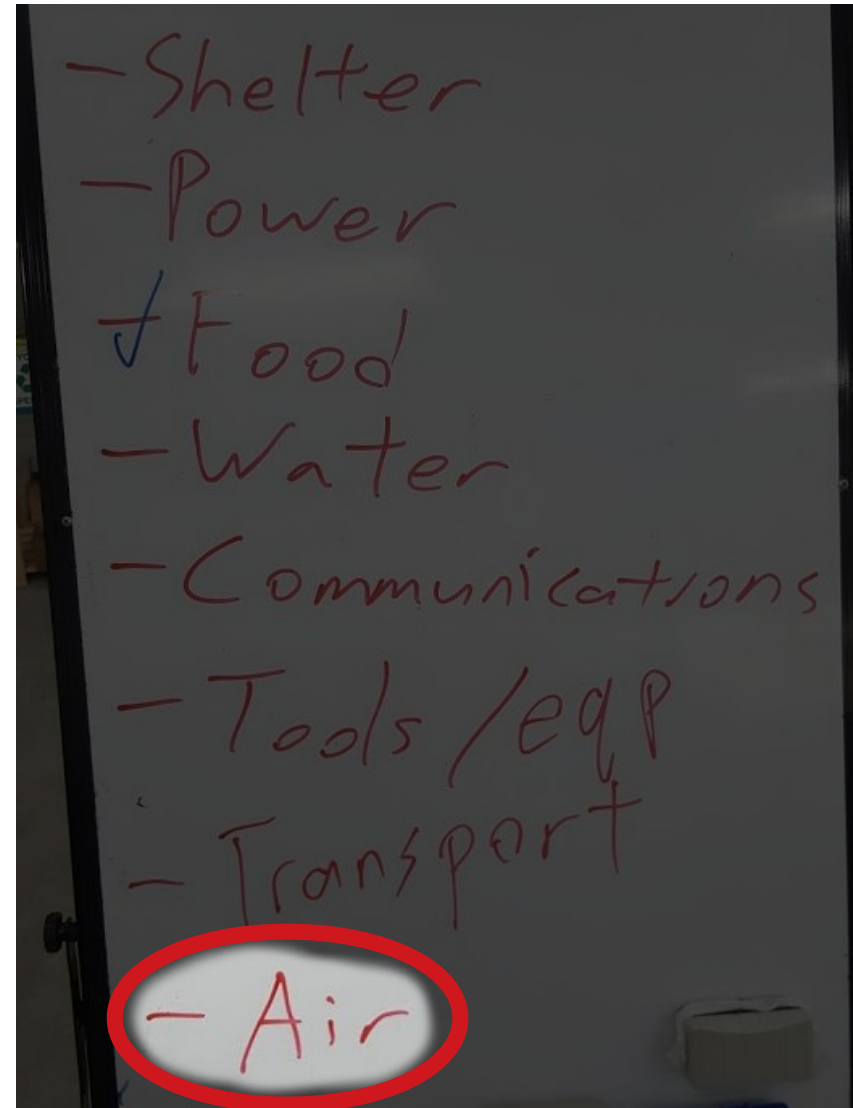 - Shelter
- Power
- Food
- Water
- Communications
- Tools/eqp
- Transport
- Air